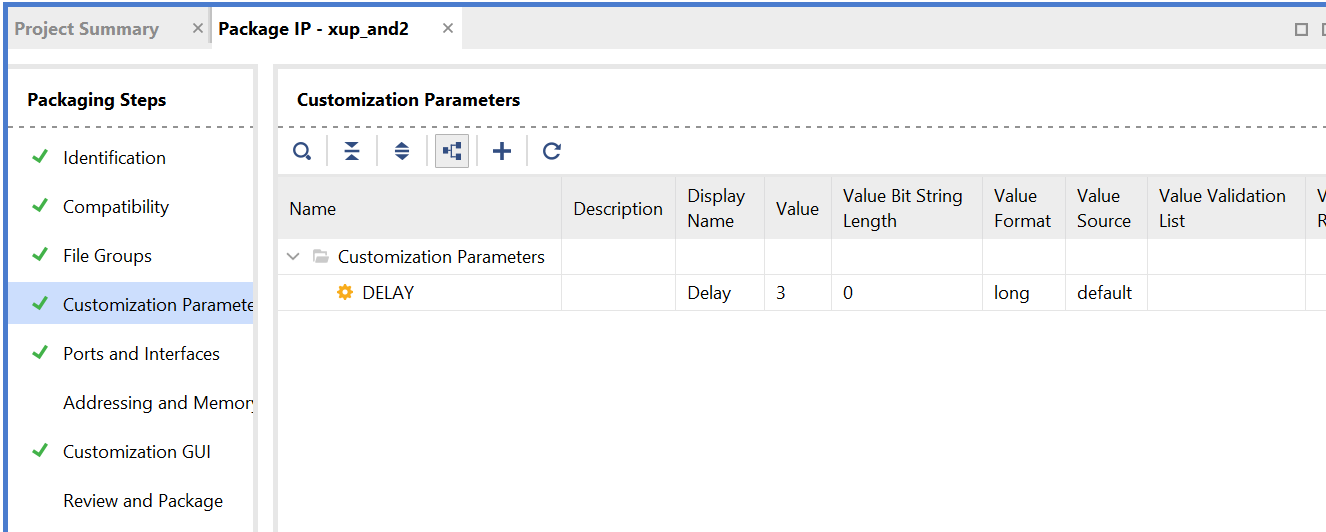 Project Summary
Package IP - xup_and2
Packaging Steps
Identification
Compatibility
File Groups
Customization Paramete
Ports and Interfaces
Addressing and Memor
Customization GUI
Review and Package
Customization Parameters
Name
Description
Display
Name
Value
Value Bit String
Length
Value
Format
Value
Source
Value Validation
List
V
R
Customization Parameters
DELAY
Delay
3
0
long
default